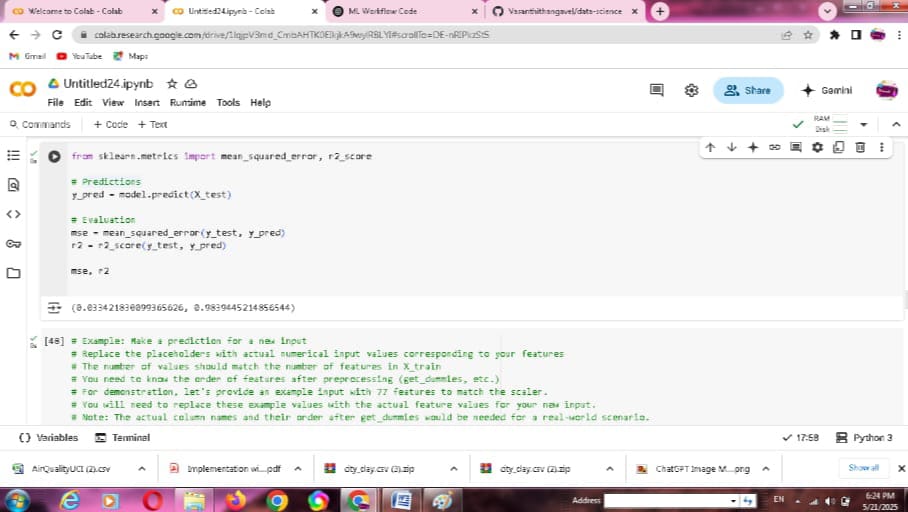 Welcome to Colab - Colab
Untitled24.ipynb - Colab
ML Workflow Code
Vasanthithangavel/data-science
Gmail
YouTube
Maps
Untitled24.ipynb
File Edit View Insert Runtime Tools Help
Share
Gemini
Commands
+ Code + Text
RAM
Disk
from sklearn.metrics import mean_squared_error, r2_score
# Predictions
y_pred = model.predict(X_test)
# Evaluation
mse = mean_squared_error(y_test, y_pred)
r2 = r2_score(y_test, y_pred)
mse, r2
(0.033421830099365626, 0.9839445214856544)
[48] # Example: Make a prediction for a new input
# Replace the placeholders with actual numerical input values corresponding to your features
# The number of values should match the number of features in X_train
# You need to know the order of features after preprocessing (get_dummies, etc.)
# For demonstration, let's provide an example input with 77 features to match the scaler.
# You will need to replace these example values with the actual feature values for your new input.
# Note: The actual column names and their order after get_dummies would be needed for a real-world scenario.
Variables
Terminal
17:58
Python 3
AirQualityUCI (2).csv
Implementation wi....pdf
city_day.csv (3).zip
city_day.csv (2).zip
ChatGPT Image M....png
Show all
Address
EN
6:24 PM
5/21/2025